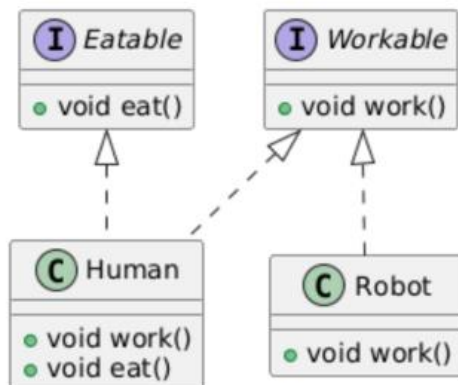 I Eatable
void eat()
I Workable
void work()
C Human
void work()
void eat()
C Robot
void work()